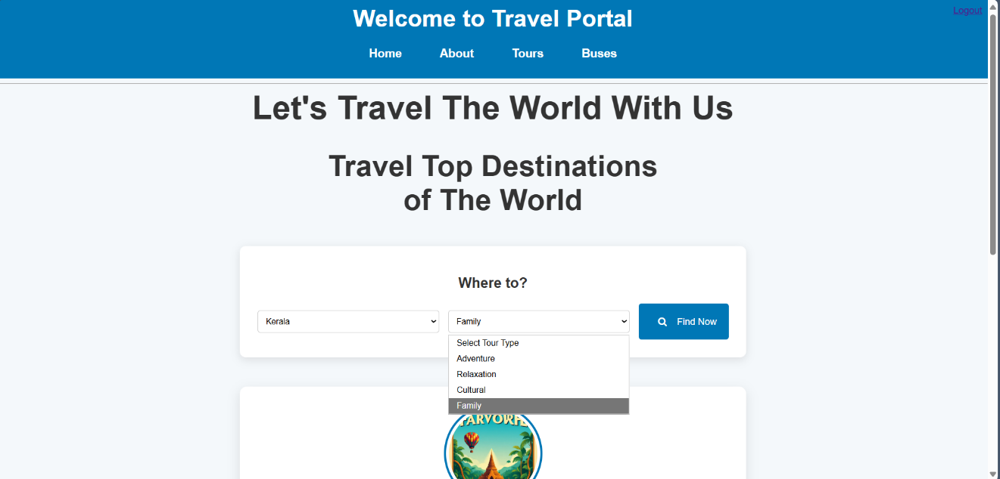 Welcome to Travel Portal
Logout
Home About Tours Buses
Let's Travel The World With Us
Travel Top Destinations
of The World
Where to?
Kerala
Family
Find Now
Select Tour Type
Adventure
Relaxation
Cultural
Family